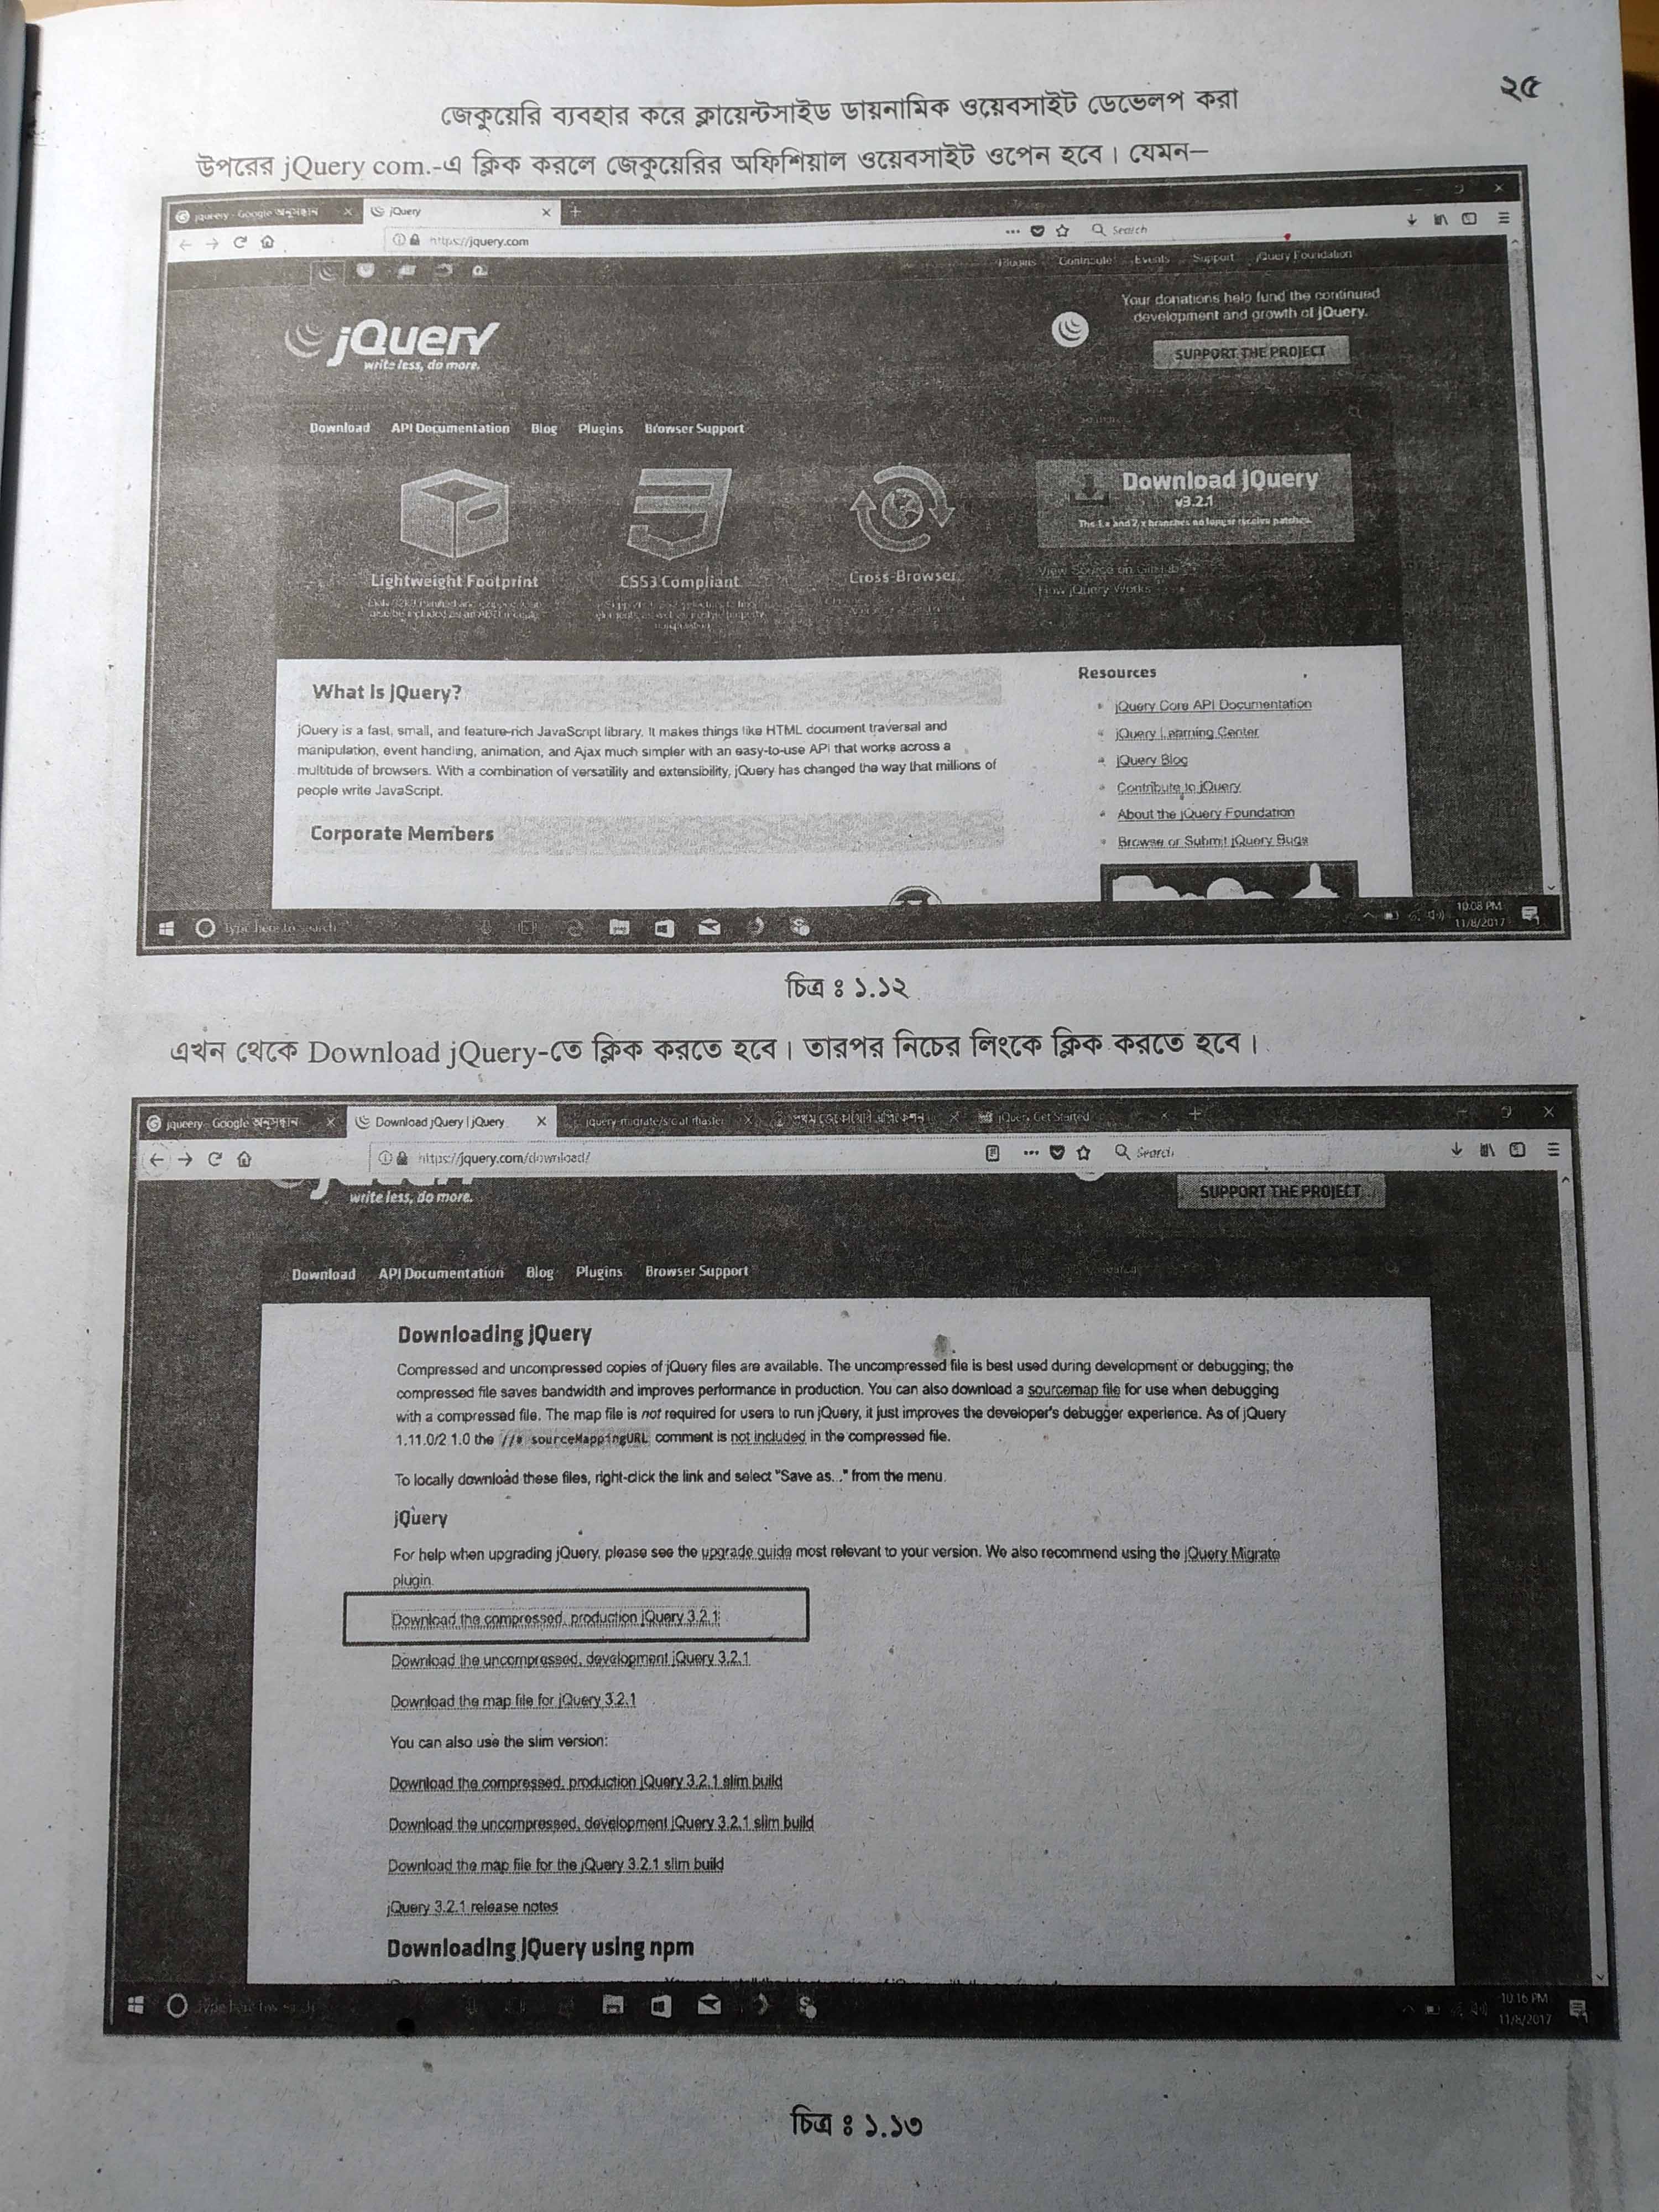 ২৫
জেকুয়েরি ব্যবহার করে ক্লায়েন্টসাইড ডায়নামিক ওয়েবসাইট ডেভেলপ করা
উপরের jQuery com.-এ ক্লিক করলে জেকুয়েরির অফিশিয়াল ওয়েবসাইট ওপেন হবে। যেমন–
jqueery - Google অনুসন্ধান
jQuery
https://jquery.com
Search
Plugins Contribute Events Support jQuery Foundation
Your donations help fund the continued
development and growth of jQuery.
jQuery
write less, do more.
SUPPORT THE PROJECT
Download API Documentation Blog Plugins Browser Support
Download jQuery
v3.2.1
The 1.x and 2.x branches no longer receive patches.
Lightweight Footprint CSS3 Compliant Cross-Browser
View Source on GitHub
How jQuery Works
What is jQuery?
jQuery is a fast, small, and feature-rich JavaScript library. It makes things like HTML document traversal and
manipulation, event handling, animation, and Ajax much simpler with an easy-to-use API that works across a
multitude of browsers. With a combination of versatility and extensibility, jQuery has changed the way that millions of
people write JavaScript.
Corporate Members
Resources
jQuery Core API Documentation
jQuery Learning Center
jQuery Blog
Contribute to jQuery
About the jQuery Foundation
Browse or Submit jQuery Bugs
Type here to search
10:08 PM
11/8/2017
চিত্র ঃ ১.১২
এখন থেকে Download jQuery-তে ক্লিক করতে হবে। তারপর নিচের লিংকে ক্লিক করতে হবে।
jqueery - Google অনুসন্ধান
Download jQuery | jQuery
jQuery Get Started
https://jquery.com/download/
Search
write less, do more.
SUPPORT THE PROJECT
Download API Documentation Blog Plugins Browser Support
Downloading jQuery
Compressed and uncompressed copies of jQuery files are available. The uncompressed file is best used during development or debugging; the
compressed file saves bandwidth and improves performance in production. You can also download a sourcemap file for use when debugging
with a compressed file. The map file is not required for users to run jQuery, it just improves the developer's debugger experience. As of jQuery
1.11.0/2 1.0 the //# sourceMappingURL comment is not included in the compressed file.
To locally download these files, right-click the link and select "Save as..." from the menu.
jQuery
For help when upgrading jQuery, please see the upgrade guide most relevant to your version. We also recommend using the jQuery Migrate
plugin.
Download the compressed, production jQuery 3.2.1
Download the uncompressed, development jQuery 3.2.1
Download the map file for jQuery 3.2.1
You can also use the slim version:
Download the compressed, production jQuery 3.2.1 slim build
Download the uncompressed, development jQuery 3.2.1 slim build
Download the map file for the jQuery 3.2.1 slim build
jQuery 3.2.1 release notes
Downloading jQuery using npm
10:16 PM
11/8/2017
চিত্র ঃ ১.১৩